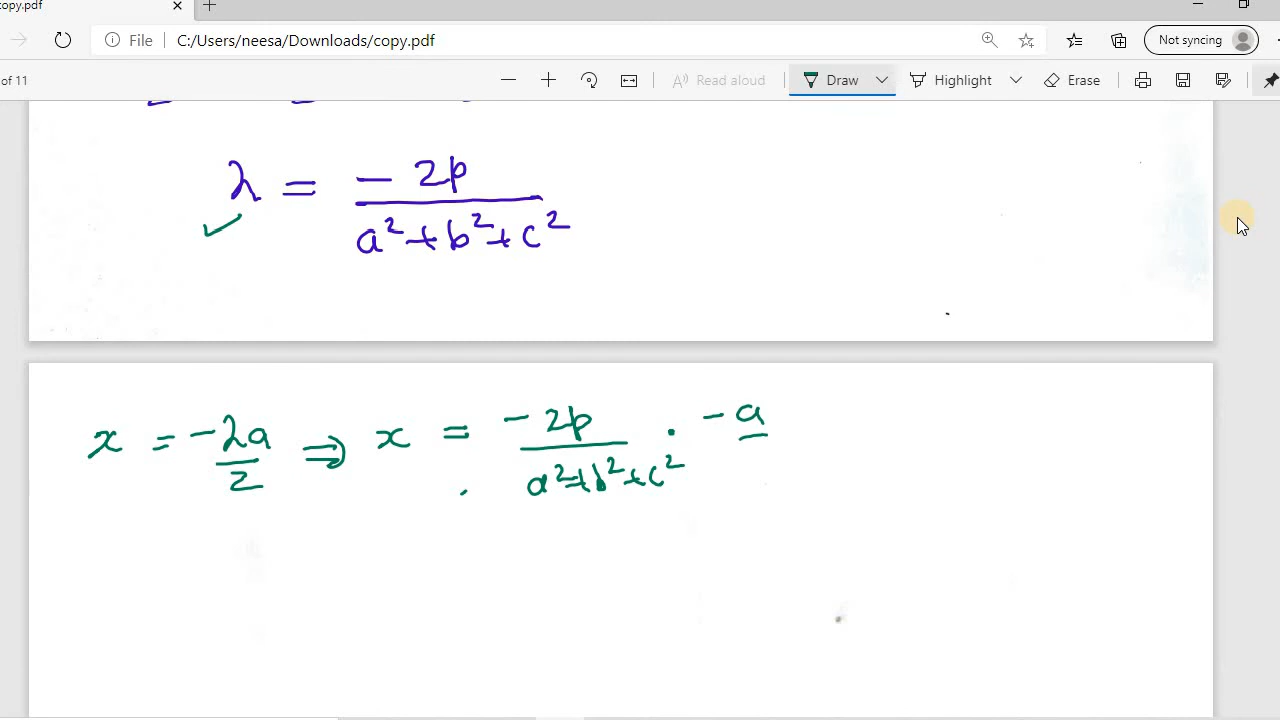 copy.pdf
File C:/Users/neesa/Downloads/copy.pdf Not syncing
of 11 Read aloud Draw Highlight Erase
λ = - 2p / a²+b²+c²
x = -λa / 2 ⇒ x = -2p / a²+b²+c² . -a